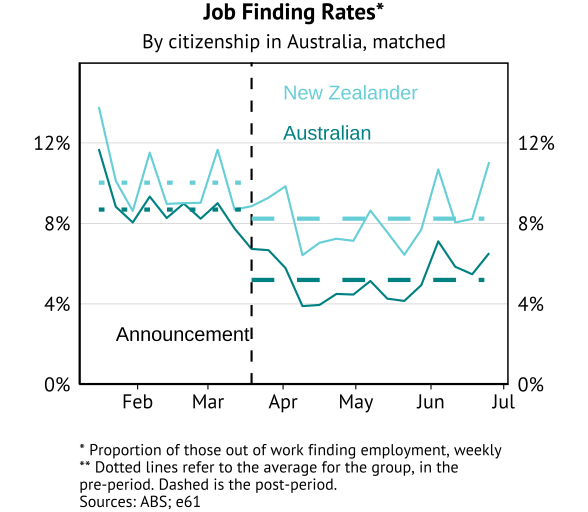 Job Finding Rates*
By citizenship in Australia, matched
New Zealander
Australian
12% 12%
8% 8%
4% 4%
Announcement
0% 0%
Feb Mar Apr May Jun Jul
* Proportion of those out of work finding employment, weekly
** Dotted lines refer to the average for the group, in the
pre-period. Dashed is the post-period.
Sources: ABS; e61